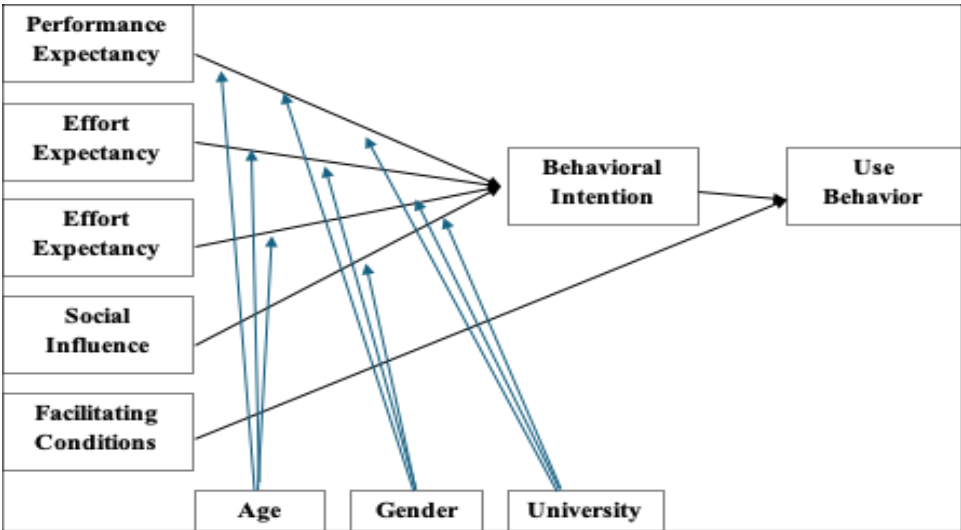 Performance
Expectancy
Effort
Expectancy
Effort
Expectancy
Social
Influence
Facilitating
Conditions
Behavioral
Intention
Use
Behavior
Age
Gender
University